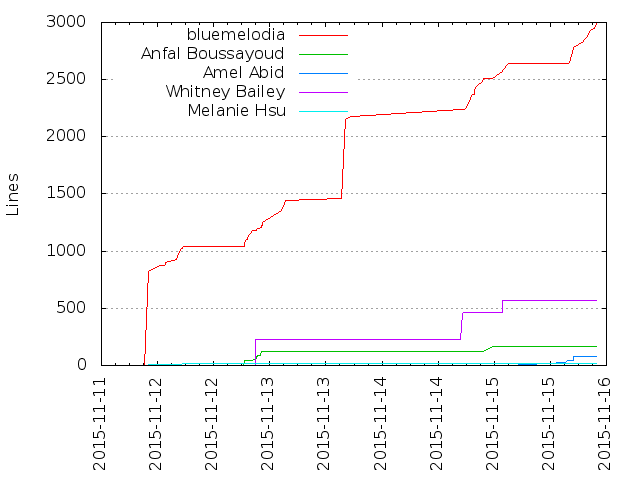 3000
2500
2000
1500
1000
500
0
Lines
bluemelodia
Anfal Boussayoud
Amel Abid
Whitney Bailey
Melanie Hsu
2015-11-11
2015-11-12
2015-11-12
2015-11-13
2015-11-13
2015-11-14
2015-11-14
2015-11-15
2015-11-15
2015-11-16